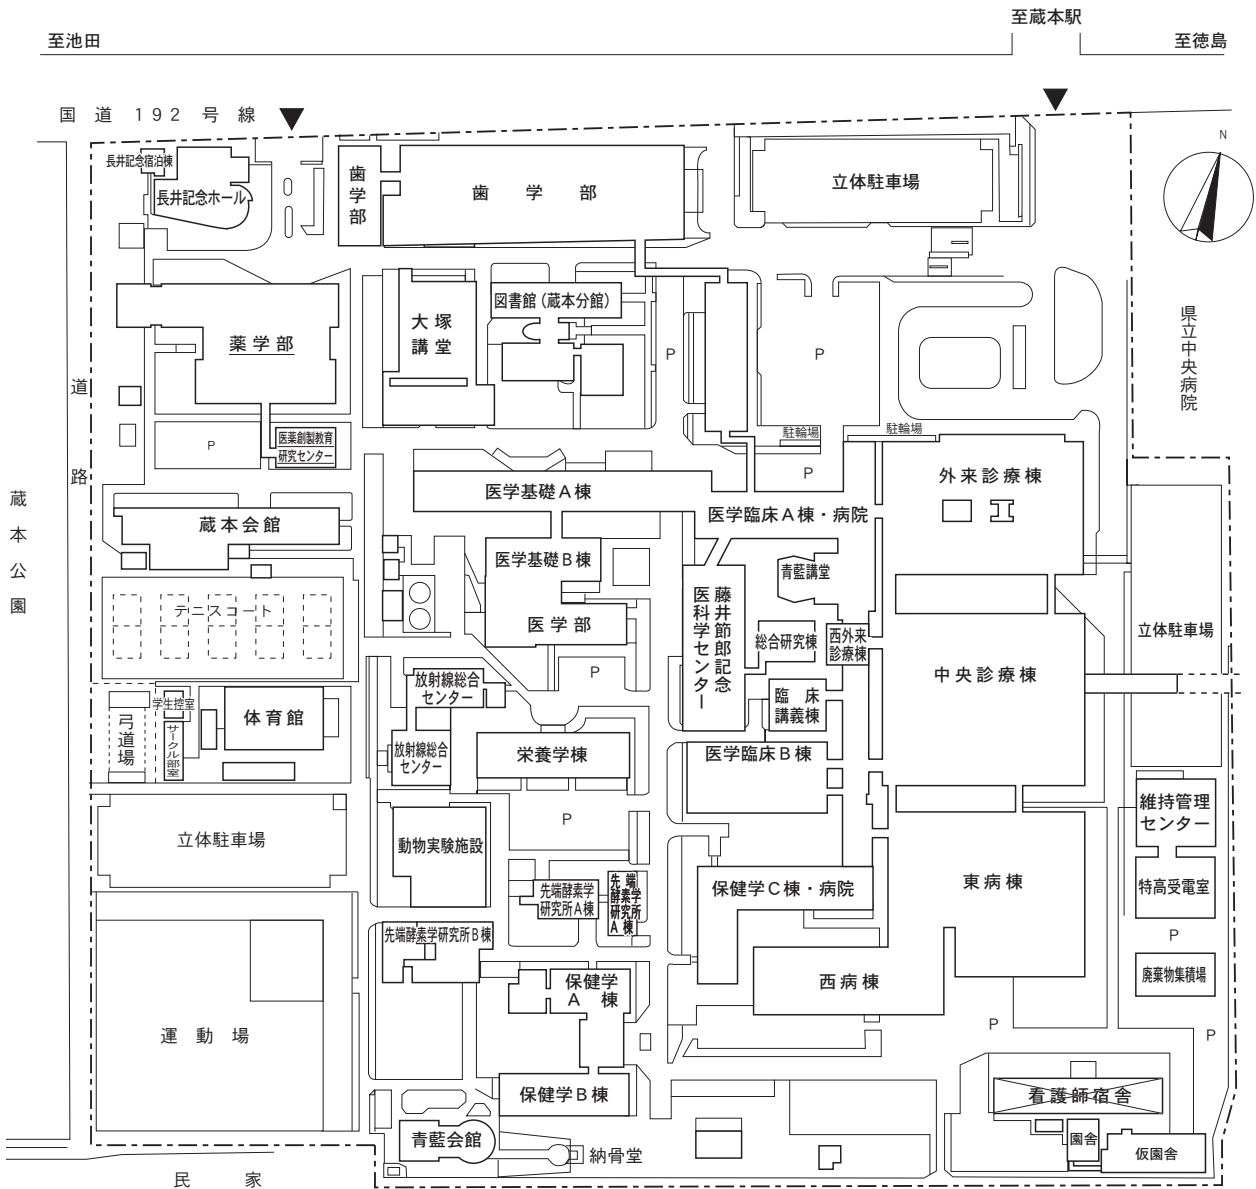 至蔵本駅
至池田
至徳島
国道192号線
N
長井記念宿泊棟
長井記念ホール
歯学部
歯学部
立体駐車場
図書館(蔵本分館)
大塚
講堂
薬学部
P
P
県立中央病院
道路
医薬創製教育
研究センター
P
駐輪場
駐輪場
P
外来診療棟
医学基礎A棟
医学臨床A棟・病院
蔵本公園
蔵本会館
医学基礎B棟
青藍講堂
テニスコート
医学部
藤井節郎記念
医科学センター
総合研究棟
西外来
診療棟
立体駐車場
中央診療棟
P
放射線総合
センター
臨床
講義棟
学生控室
弓道場
サークル部室
体育館
放射線総合
センター
栄養学棟
医学臨床B棟
維持管理
センター
立体駐車場
P
動物実験施設
先端酵素学
研究所A棟
先端
酵素学
研究所
A棟
保健学C棟・病院
東病棟
特高受電室
先端酵素学研究所B棟
P
保健学
A棟
西病棟
廃棄物集積場
運動場
P
P
保健学B棟
看護師宿舎
青藍会館
納骨堂
園舎
仮園舎
民家